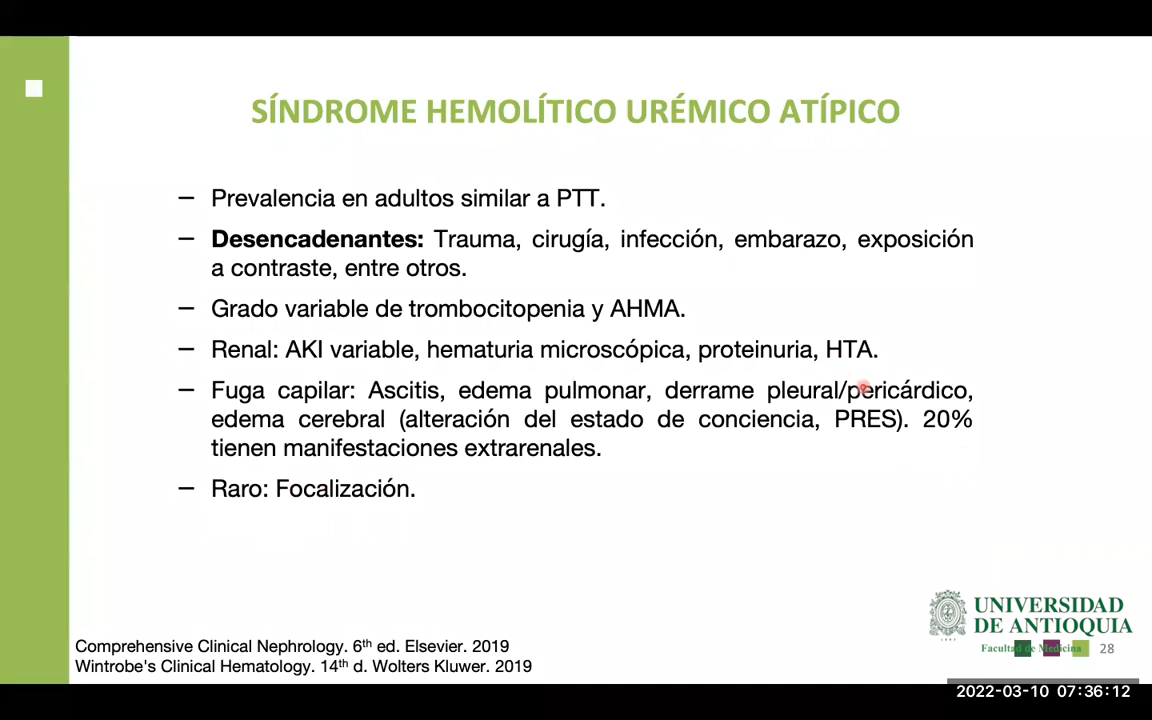 SÍNDROME HEMOLÍTICO URÉMICO ATÍPICO
– Prevalencia en adultos similar a PTT.
– Desencadenantes: Trauma, cirugía, infección, embarazo, exposición
a contraste, entre otros.
– Grado variable de trombocitopenia y AHMA.
– Renal: AKI variable, hematuria microscópica, proteinuria, HTA.
– Fuga capilar: Ascitis, edema pulmonar, derrame pleural/pericárdico,
edema cerebral (alteración del estado de conciencia, PRES). 20%
tienen manifestaciones extrarenales.
– Raro: Focalización.
UNIVERSIDAD
DE ANTIOQUIA
Facultad de Medicina
28
Comprehensive Clinical Nephrology. 6th ed. Elsevier. 2019
Wintrobe's Clinical Hematology. 14th d. Wolters Kluwer. 2019
2022-03-10 07:36:12